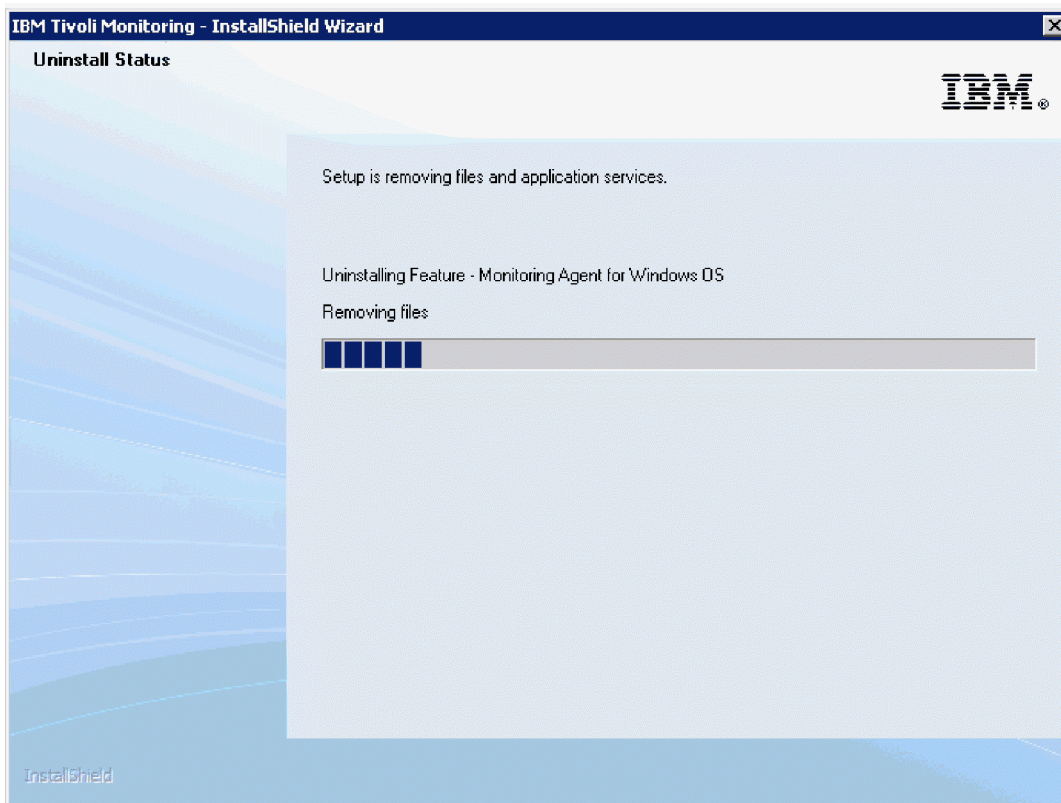 IBM Tivoli Monitoring - InstallShield Wizard
Uninstall Status
IBM®
Setup is removing files and application services.
Uninstalling Feature - Monitoring Agent for Windows OS
Removing files
InstallShield